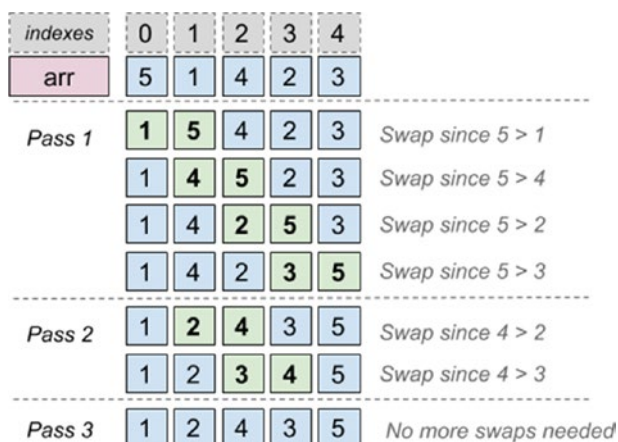 indexes 0 1 2 3 4
arr 5 1 4 2 3
Pass 1 1 5 4 2 3 Swap since 5 > 1
1 4 5 2 3 Swap since 5 > 4
1 4 2 5 3 Swap since 5 > 2
1 4 2 3 5 Swap since 5 > 3
Pass 2 1 2 4 3 5 Swap since 4 > 2
1 2 3 4 5 Swap since 4 > 3
Pass 3 1 2 4 3 5 No more swaps needed